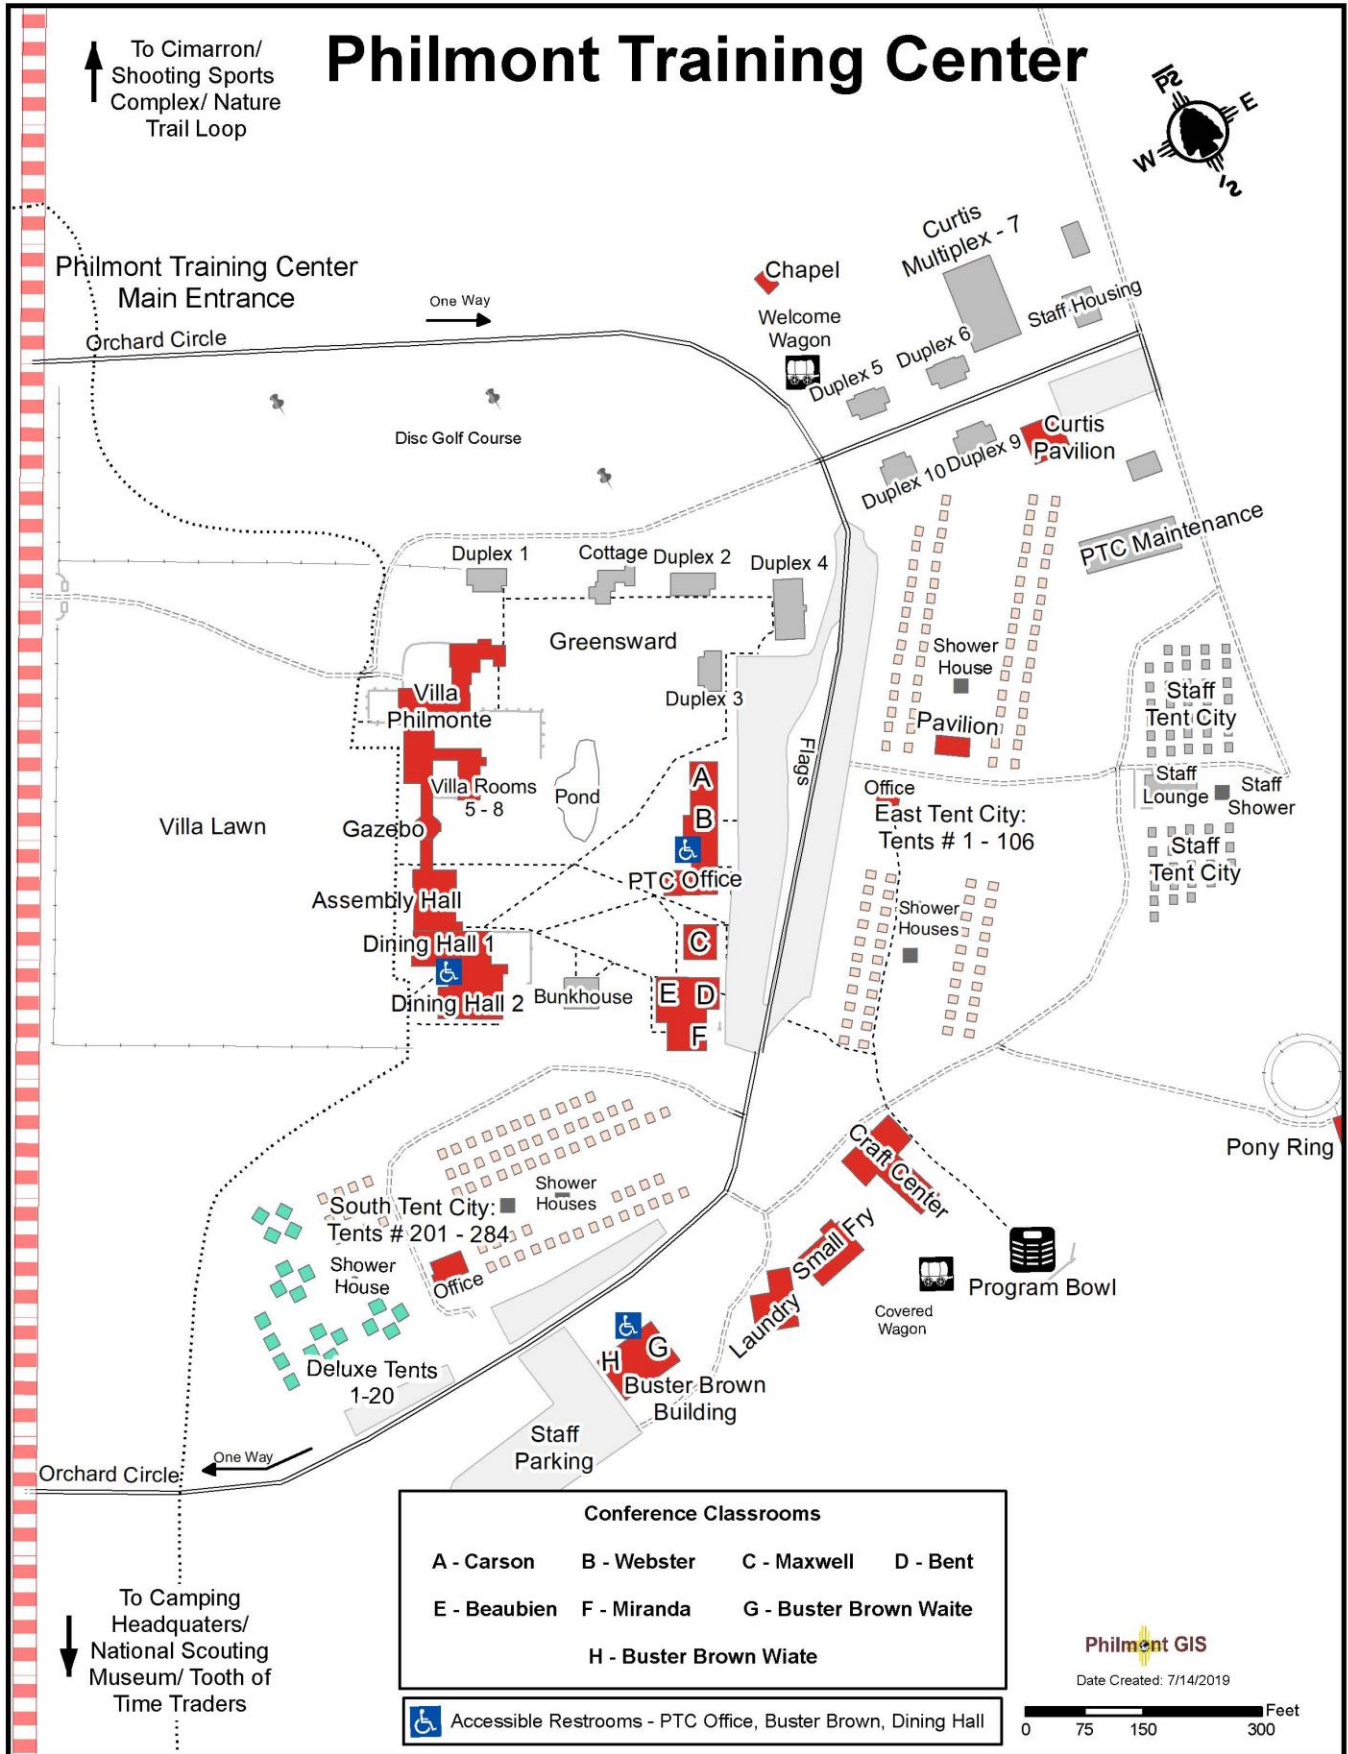 Philmont Training Center
To Cimarron/
Shooting Sports
Complex/ Nature
Trail Loop
N
E
W
S
Philmont Training Center
Main Entrance
One Way
Orchard Circle
Chapel
Welcome
Wagon
Curtis
Multiplex - 7
Staff Housing
Duplex 5
Duplex 6
Disc Golf Course
Duplex 10
Duplex 9
Curtis
Pavilion
PTC Maintenance
Duplex 1
Cottage
Duplex 2
Duplex 4
Greensward
Duplex 3
Villa
Philmonte
Villa Rooms
5 - 8
Pond
Gazebo
Villa Lawn
Assembly Hall
Dining Hall 1
Dining Hall 2
Bunkhouse
A
B
PTC Office
C
E
D
F
Flags
Shower
House
Pavilion
Office
East Tent City:
Tents # 1 - 106
Shower
Houses
Staff
Tent City
Staff
Lounge
Staff
Shower
Staff
Tent City
Pony Ring
Craft Center
Small Fry
Laundry
Covered
Wagon
Program Bowl
South Tent City:
Tents # 201 - 284
Shower
Houses
Shower
House
Office
Deluxe Tents
1-20
H
G
Buster Brown
Building
Staff
Parking
One Way
Orchard Circle
To Camping
Headquaters/
National Scouting
Museum/ Tooth of
Time Traders
Conference Classrooms
A - Carson B - Webster C - Maxwell D - Bent
E - Beaubien F - Miranda G - Buster Brown Waite
H - Buster Brown Wiate
Accessible Restrooms - PTC Office, Buster Brown, Dining Hall
Philmont GIS
Date Created: 7/14/2019
Feet
0 75 150 300